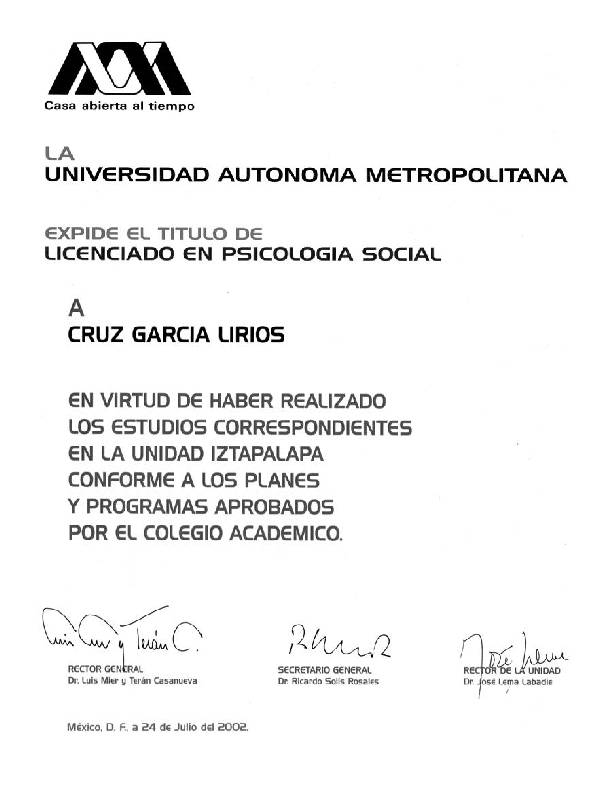 Casa abierta al tiempo
LA
UNIVERSIDAD AUTONOMA METROPOLITANA
EXPIDE EL TITULO DE
LICENCIADO EN PSICOLOGIA SOCIAL
A
CRUZ GARCIA LIRIOS
EN VIRTUD DE HABER REALIZADO
LOS ESTUDIOS CORRESPONDIENTES
EN LA UNIDAD IZTAPALAPA
CONFORME A LOS PLANES
Y PROGRAMAS APROBADOS
POR EL COLEGIO ACADEMICO.
RECTOR GENERAL
Dr. Luis Mier y Terán Casanueva
SECRETARIO GENERAL
Dr. Ricardo Solís Rosales
RECTOR DE LA UNIDAD
Dr. José Lema Labadie
México, D. F. a 24 de Julio del 2002.